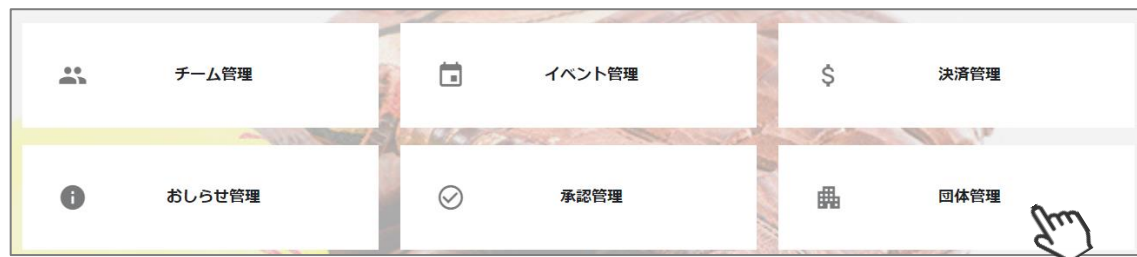 チーム管理
イベント管理
決済管理
おしらせ管理
承認管理
団体管理